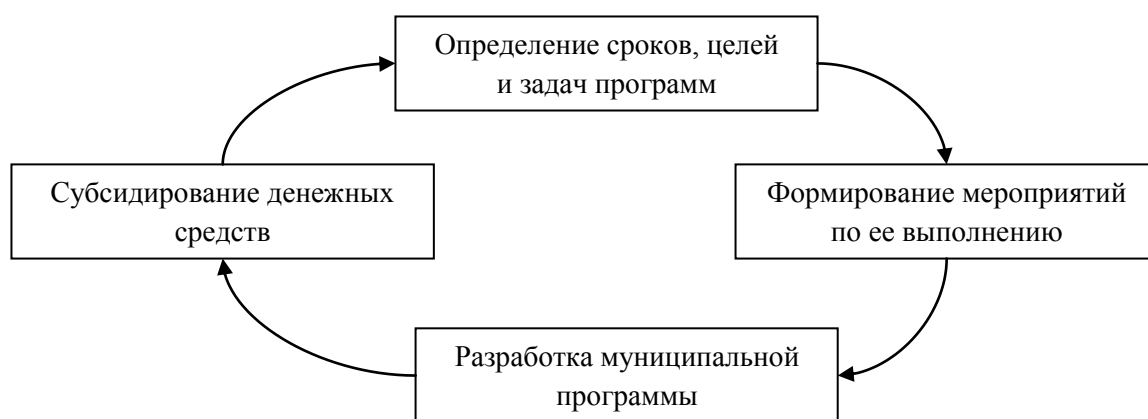 Определение сроков, целей
и задач программ
Субсидирование денежных
средств
Формирование мероприятий
по ее выполнению
Разработка муниципальной
программы